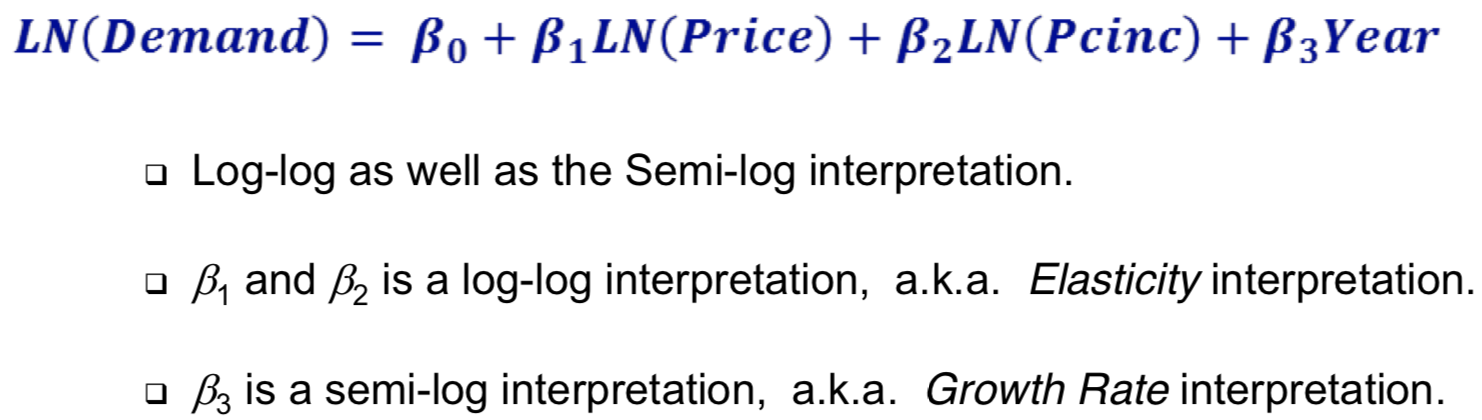 LN(Demand) = β₀ + β₁LN(Price) + β₂LN(Pcinc) + β₃Year
❑ Log-log as well as the Semi-log interpretation.
❑ β₁ and β₂ is a log-log interpretation, a.k.a. Elasticity interpretation.
❑ β₃ is a semi-log interpretation, a.k.a. Growth Rate interpretation.